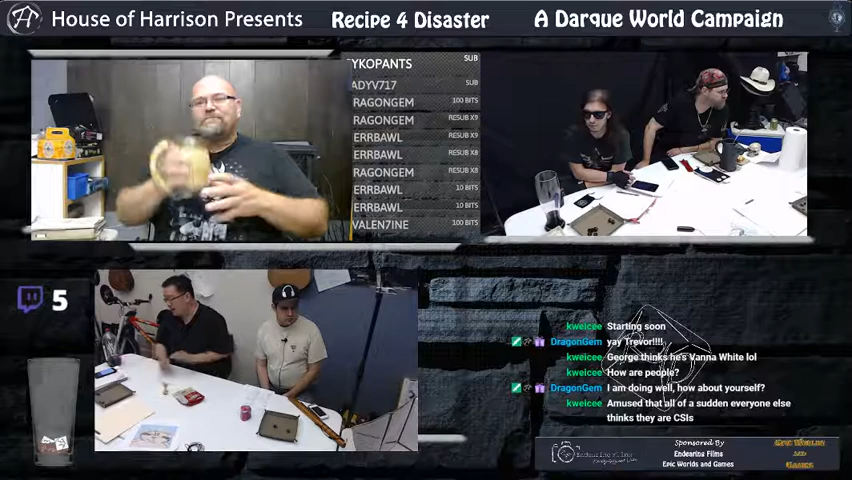 House of Harrison Presents
Recipe 4 Disaster
A Darque World Campaign
YKOPANTS SUB
ADYV717 SUB
RAGONGEM 100 BITS
RAGONGEM RESUB X9
ERRBAWL RESUB X9
ERRBAWL RESUB X8
RAGONGEM RESUB X8
ERRBAWL 10 BITS
ERRBAWL 10 BITS
VALEN7INE 100 BITS
5
kweicee Starting soon
DragonGem yay Trevor!!!!
kweicee George thinks he's Vanna White lol
kweicee How are people?
DragonGem I am doing well, how about yourself?
kweicee Amused that all of a sudden everyone else
thinks they are CSIs
Sponsored By
Endearing Films
Epic Worlds and Games
Epic Worlds
and
Games